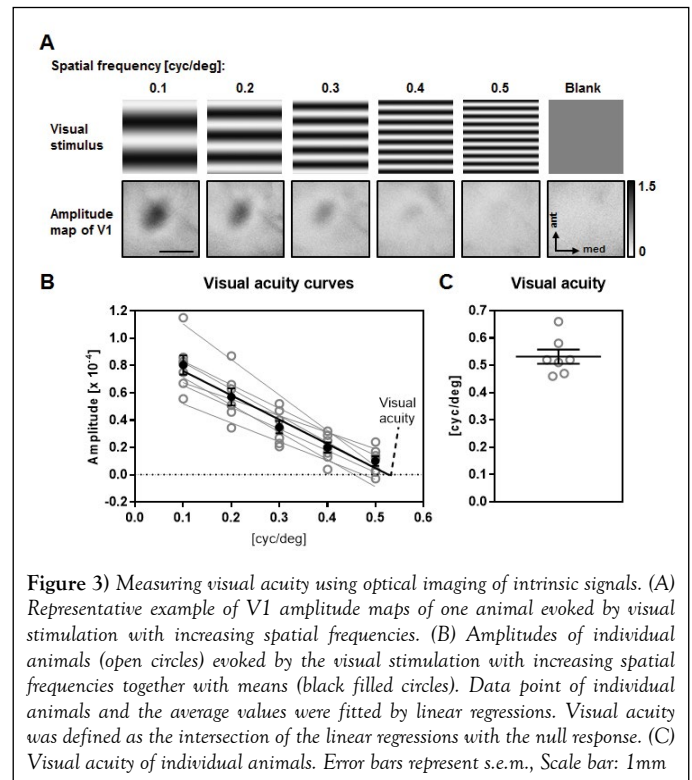 A
Spatial frequency [cyc/deg]:
0.1 0.2 0.3 0.4 0.5 Blank
Visual
stimulus
Amplitude
map of V1
ant
med
1.5
0
B
Visual acuity curves
Amplitude [x 10⁻⁴]
1.2
1.0
0.8
0.6
0.4
0.2
0.0
-0.2
0.0 0.1 0.2 0.3 0.4 0.5 0.6
[cyc/deg]
Visual
acuity
C
Visual acuity
[cyc/deg]
0.7
0.6
0.5
0.4
0.3
0.2
0.1
0.0
Figure 3) Measuring visual acuity using optical imaging of intrinsic signals. (A)
Representative example of V1 amplitude maps of one animal evoked by visual
stimulation with increasing spatial frequencies. (B) Amplitudes of individual
animals (open circles) evoked by the visual stimulation with increasing spatial
frequencies together with means (black filled circles). Data point of individual
animals and the average values were fitted by linear regressions. Visual acuity
was defined as the intersection of the linear regressions with the null response. (C)
Visual acuity of individual animals. Error bars represent s.e.m., Scale bar: 1mm